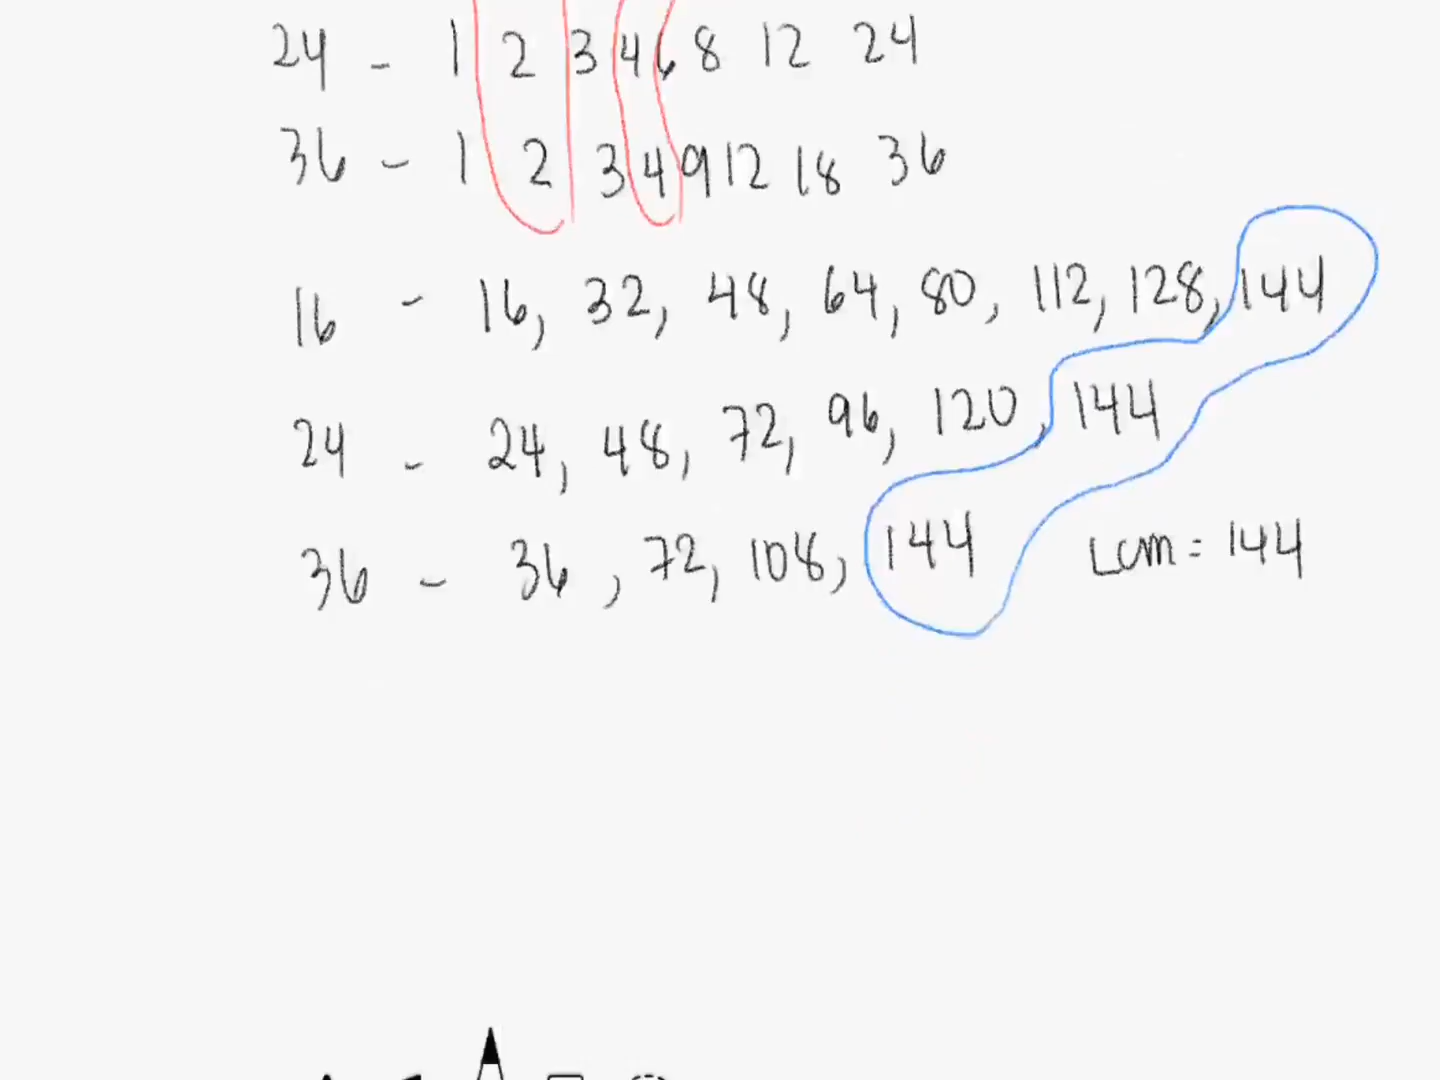 24 - 1 2 3 4 6 8 12 24
36 - 1 2 3 4 9 12 18 36
16 - 16, 32, 48, 64, 80, 112, 128, 144
24 - 24, 48, 72, 96, 120, 144
36 - 36, 72, 108, 144
LCM = 144